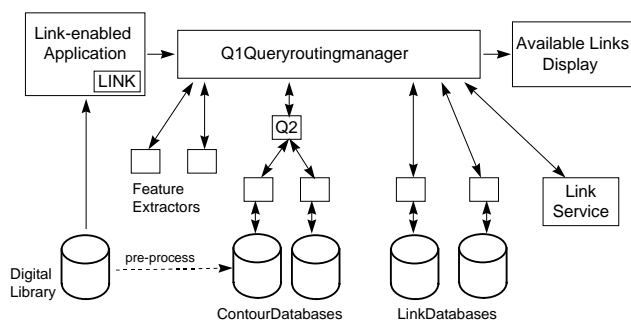 Link-enabled
Application
LINK
Q1Queryroutingmanager
Available Links
Display
Q2
Feature
Extractors
Link
Service
Digital
Library
pre-process
ContourDatabases
LinkDatabases